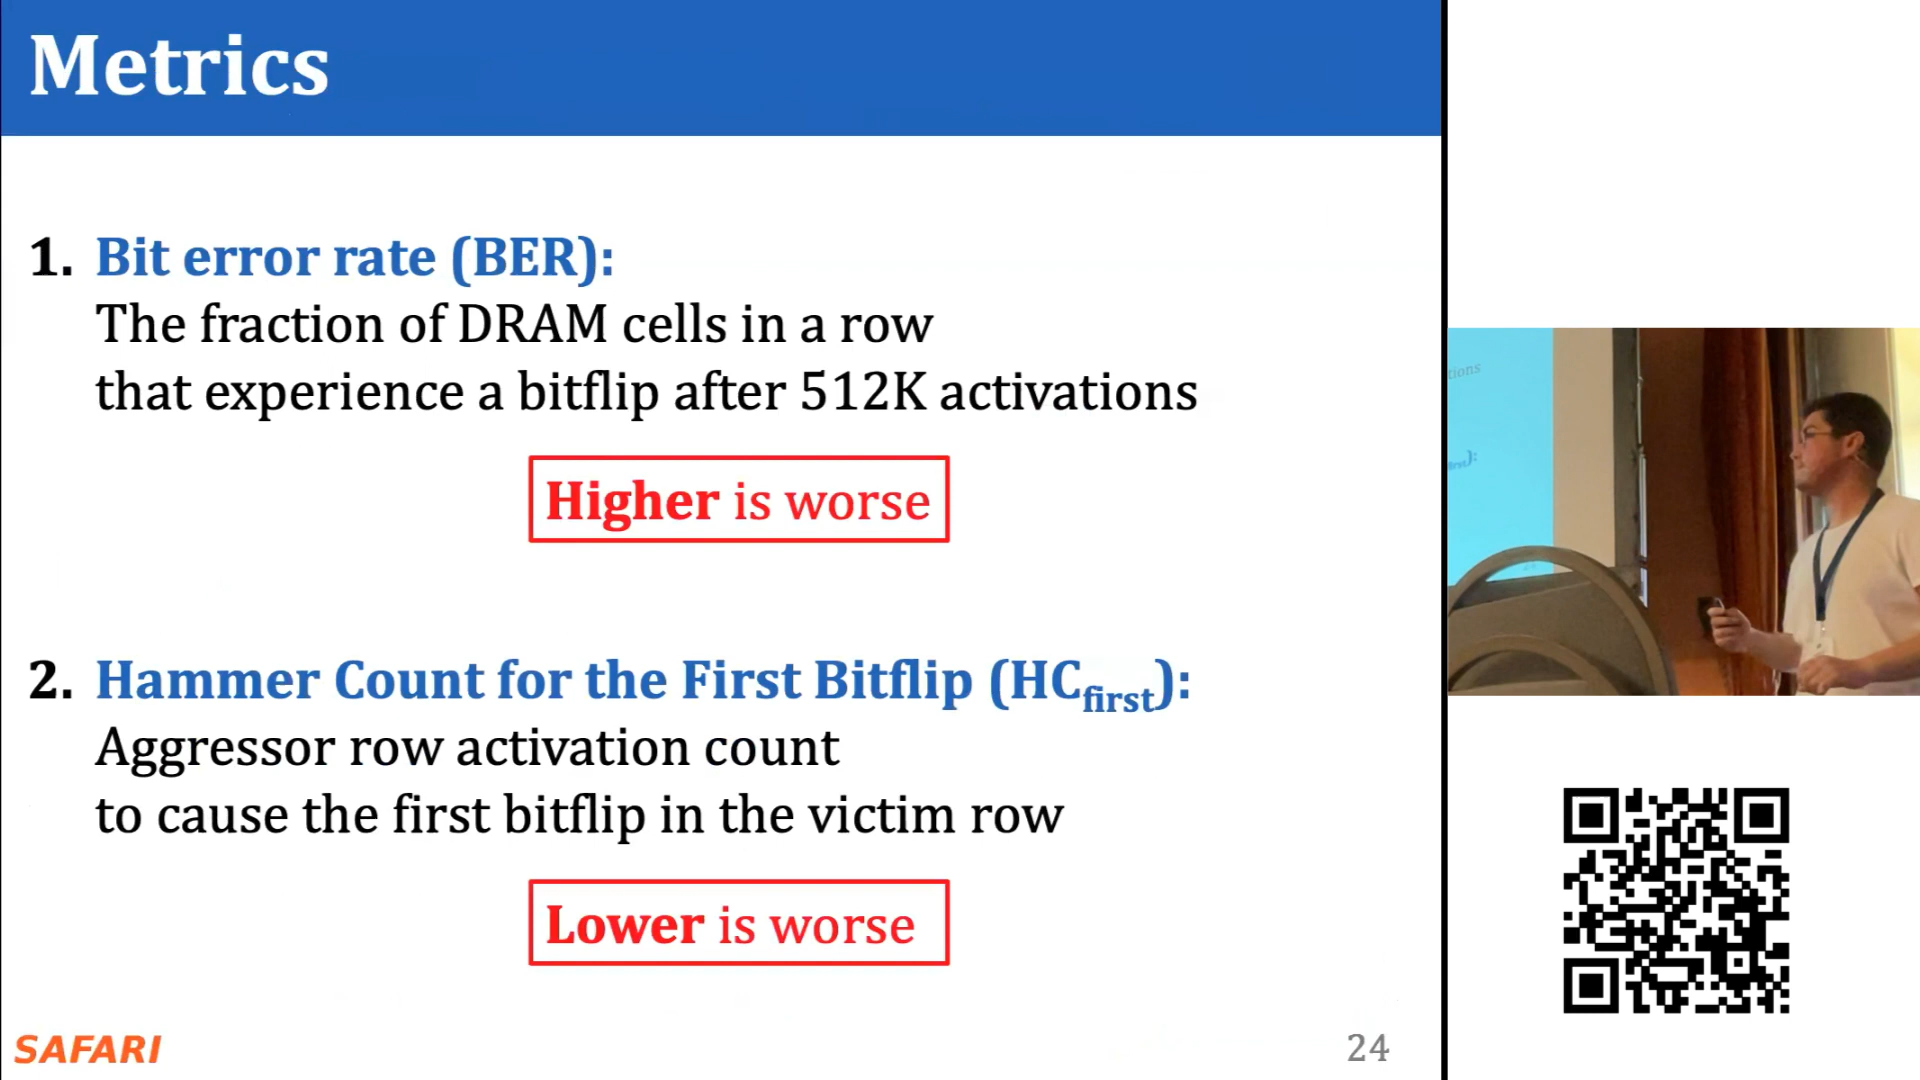 Metrics
1. Bit error rate (BER):
The fraction of DRAM cells in a row
that experience a bitflip after 512K activations
Higher is worse
2. Hammer Count for the First Bitflip (HCfirst):
Aggressor row activation count
to cause the first bitflip in the victim row
Lower is worse
SAFARI
24